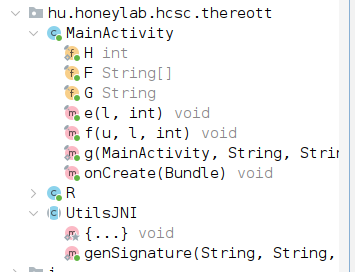 hu.honeylab.hcsc.thereott
MainActivity
H int
F String[]
G String
e(l, int) void
f(u, l, int) void
g(MainActivity, String, Strin
onCreate(Bundle) void
R
UtilsJNI
{...} void
genSignature(String, String,